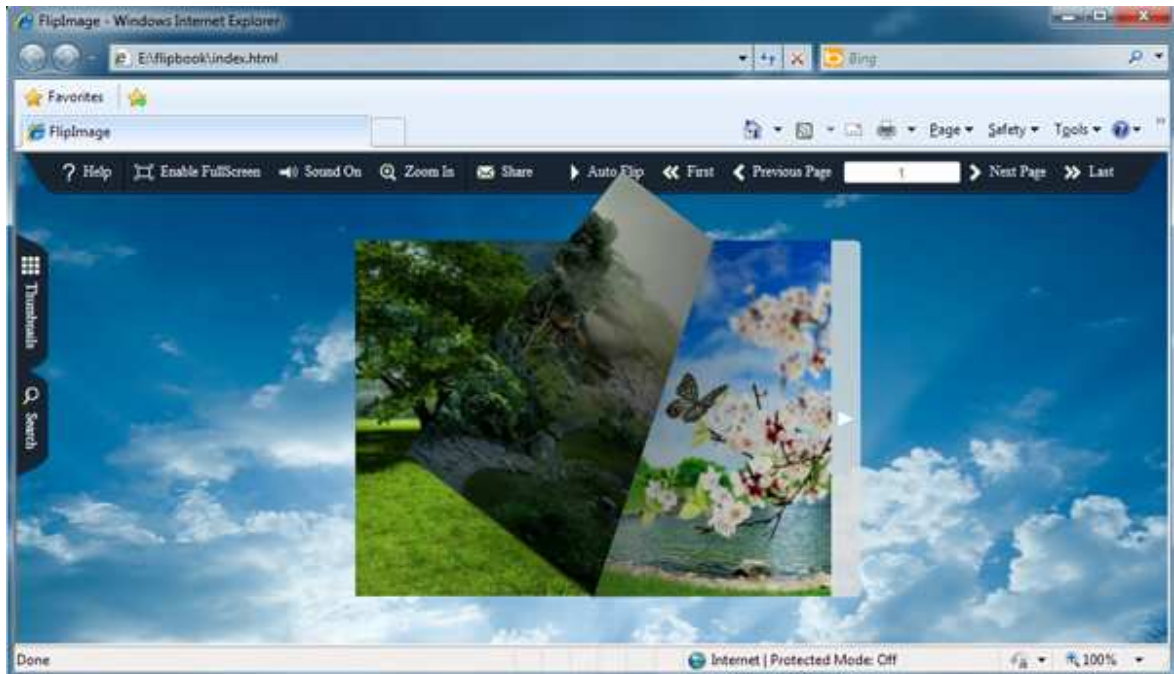 FlipImage - Windows Internet Explorer
E:\flipbook\index.html
Bing
Favorites
FlipImage
Page Safety Tools
? Help Enable FullScreen Sound On Zoom In Share Auto Flip First Previous Page 1 Next Page Last
Thumbnails
Search
Done Internet | Protected Mode: Off 100%